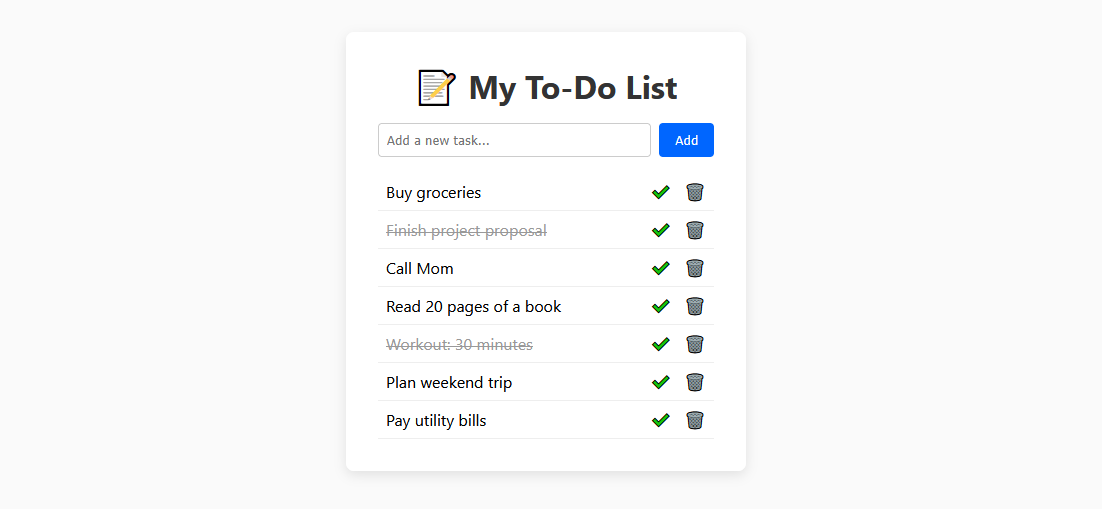 My To-Do List
Add a new task...
Add
Buy groceries
Finish project proposal
Call Mom
Read 20 pages of a book
Workout: 30 minutes
Plan weekend trip
Pay utility bills